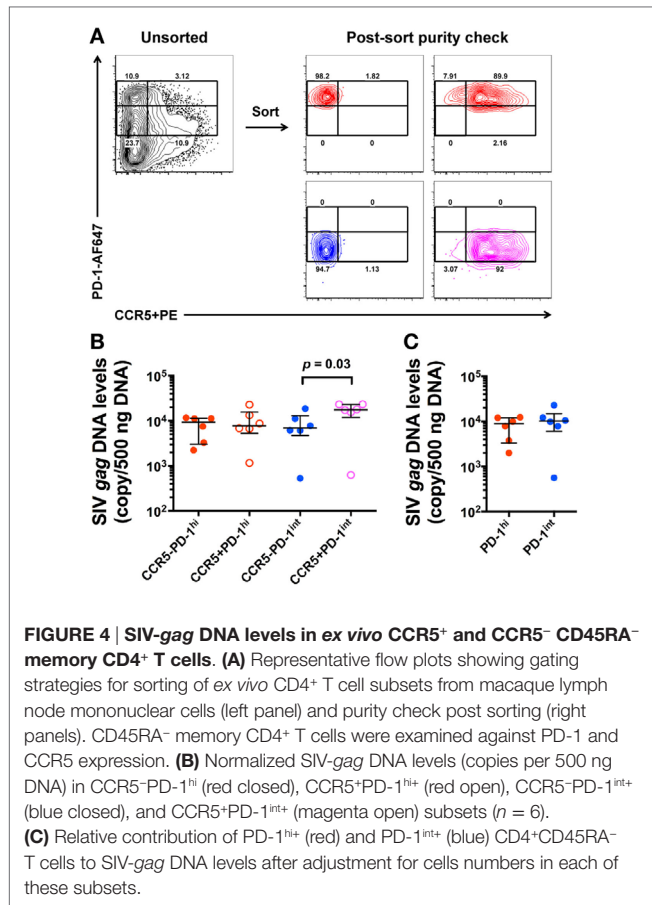 A
Unsorted
Post-sort purity check
10.9 3.12
23.7 10.9
Sort
98.2 1.82
0 0
7.91 89.9
0 2.16
0 0
94.7 1.13
0 0
3.07 92
PD-1-AF647
CCR5+PE
B
p = 0.03
SIV gag DNA levels
(copy/500 ng DNA)
10⁵
10⁴
10³
10²
CCR5-PD-1ʰⁱ
CCR5+PD-1ʰⁱ
CCR5-PD-1ⁱⁿᵗ
CCR5+PD-1ⁱⁿᵗ
C
SIV gag DNA levels
(copy/500 ng DNA)
10⁵
10⁴
10³
10²
PD-1ʰⁱ
PD-1ⁱⁿᵗ
FIGURE 4 | SIV-gag DNA levels in ex vivo CCR5⁺ and CCR5⁻ CD45RA⁻
memory CD4⁺ T cells. (A) Representative flow plots showing gating
strategies for sorting of ex vivo CD4⁺ T cell subsets from macaque lymph
node mononuclear cells (left panel) and purity check post sorting (right
panels). CD45RA⁻ memory CD4⁺ T cells were examined against PD-1 and
CCR5 expression. (B) Normalized SIV-gag DNA levels (copies per 500 ng
DNA) in CCR5⁻PD-1ʰⁱ (red closed), CCR5⁺PD-1ʰⁱ⁺ (red open), CCR5⁻PD-1ⁱⁿᵗ⁺
(blue closed), and CCR5⁺PD-1ⁱⁿᵗ⁺ (magenta open) subsets (n = 6).
(C) Relative contribution of PD-1ʰⁱ⁺ (red) and PD-1ⁱⁿᵗ⁺ (blue) CD4⁺CD45RA⁻
T cells to SIV-gag DNA levels after adjustment for cells numbers in each of
these subsets.